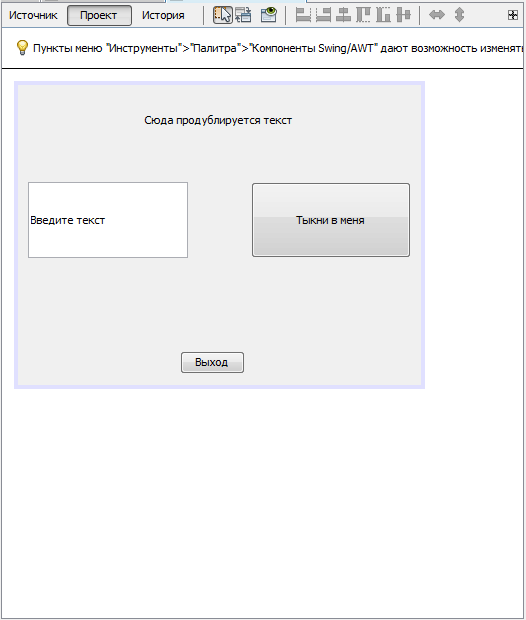 Источник Проект История
Пункты меню "Инструменты">"Палитра">"Компоненты Swing/AWT" дают возможность изменять
Сюда продублируется текст
Введите текст Тыкни в меня
Выход